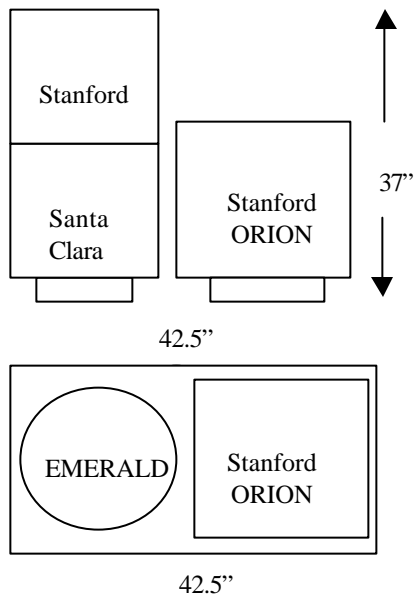 Stanford
Santa
Clara
Stanford
ORION
37”
42.5”
EMERALD
Stanford
ORION
42.5”